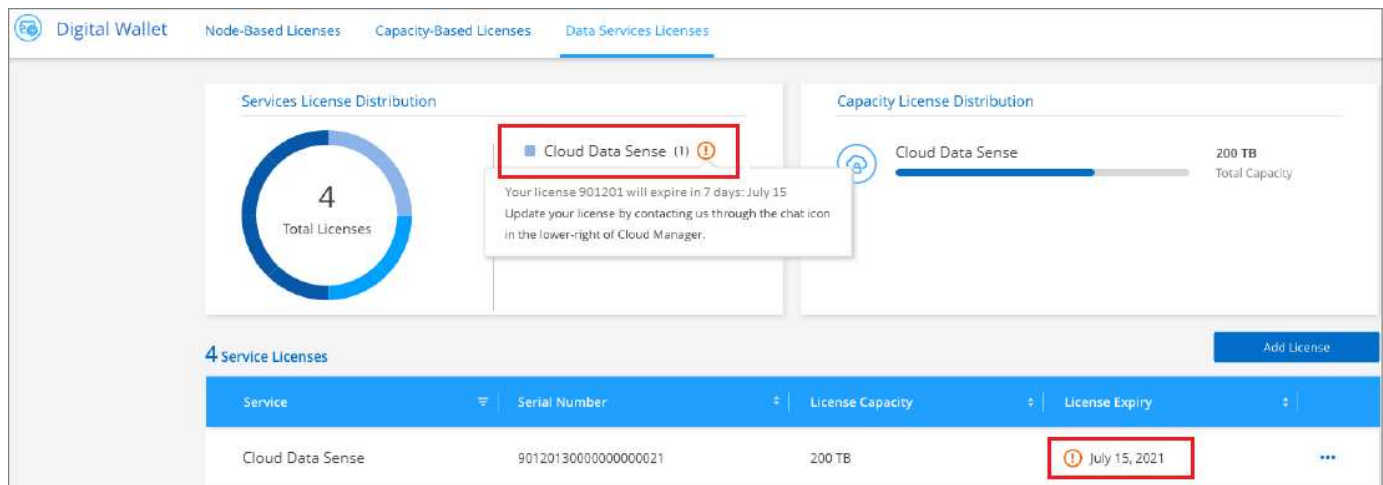 Digital Wallet
Node-Based Licenses
Capacity-Based Licenses
Data Services Licenses
Services License Distribution
4
Total Licenses
Cloud Data Sense (1)
Your license 901201 will expire in 7 days: July 15
Update your license by contacting us through the chat icon
in the lower-right of Cloud Manager.
Capacity License Distribution
Cloud Data Sense
200 TB
Total Capacity
4 Service Licenses
Add License
Service
Serial Number
License Capacity
License Expiry
Cloud Data Sense
90120130000000000021
200 TB
July 15, 2021